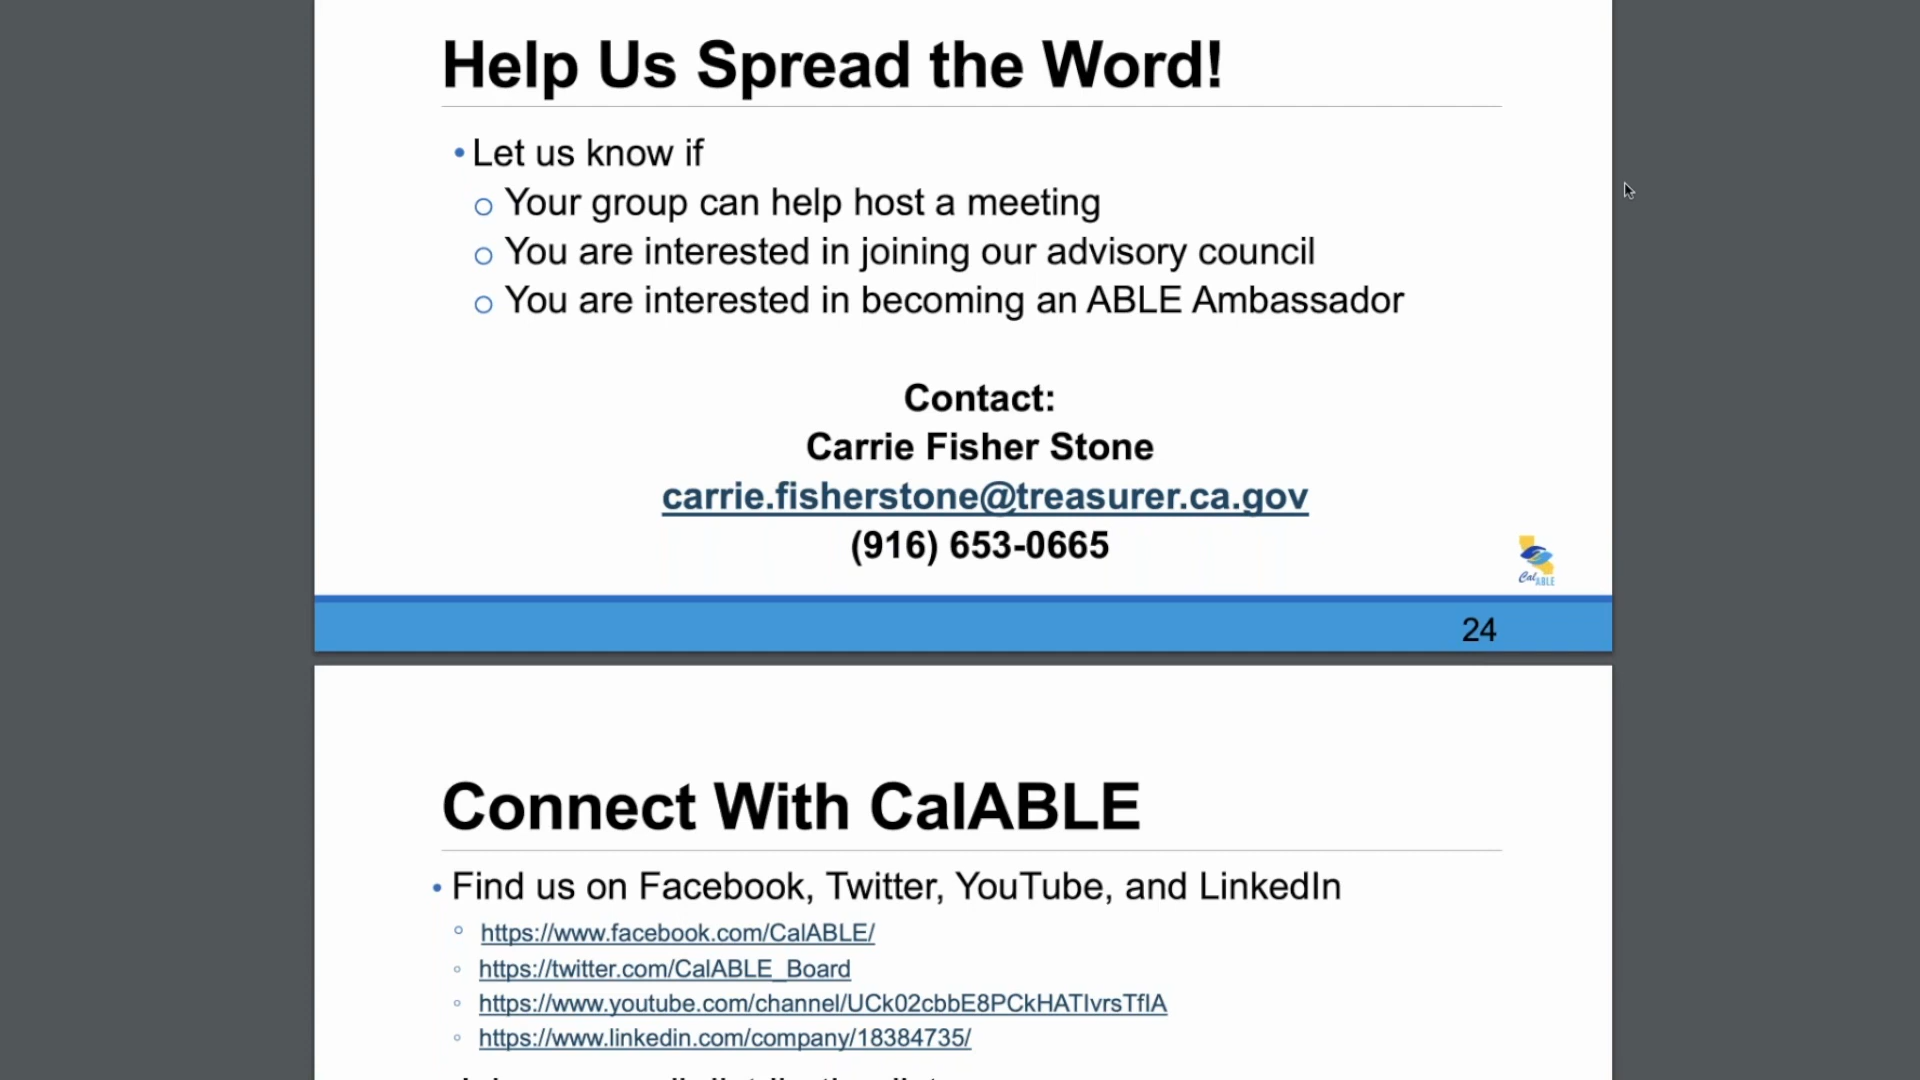 Help Us Spread the Word!
• Let us know if
o Your group can help host a meeting
o You are interested in joining our advisory council
o You are interested in becoming an ABLE Ambassador
Contact:
Carrie Fisher Stone
carrie.fisherstone@treasurer.ca.gov
(916) 653-0665
CalABLE
24
Connect With CalABLE
• Find us on Facebook, Twitter, YouTube, and LinkedIn
◦ https://www.facebook.com/CalABLE/
◦ https://twitter.com/CalABLE_Board
◦ https://www.youtube.com/channel/UCk02cbbE8PCkHATIvrsTfIA
◦ https://www.linkedin.com/company/18384735/